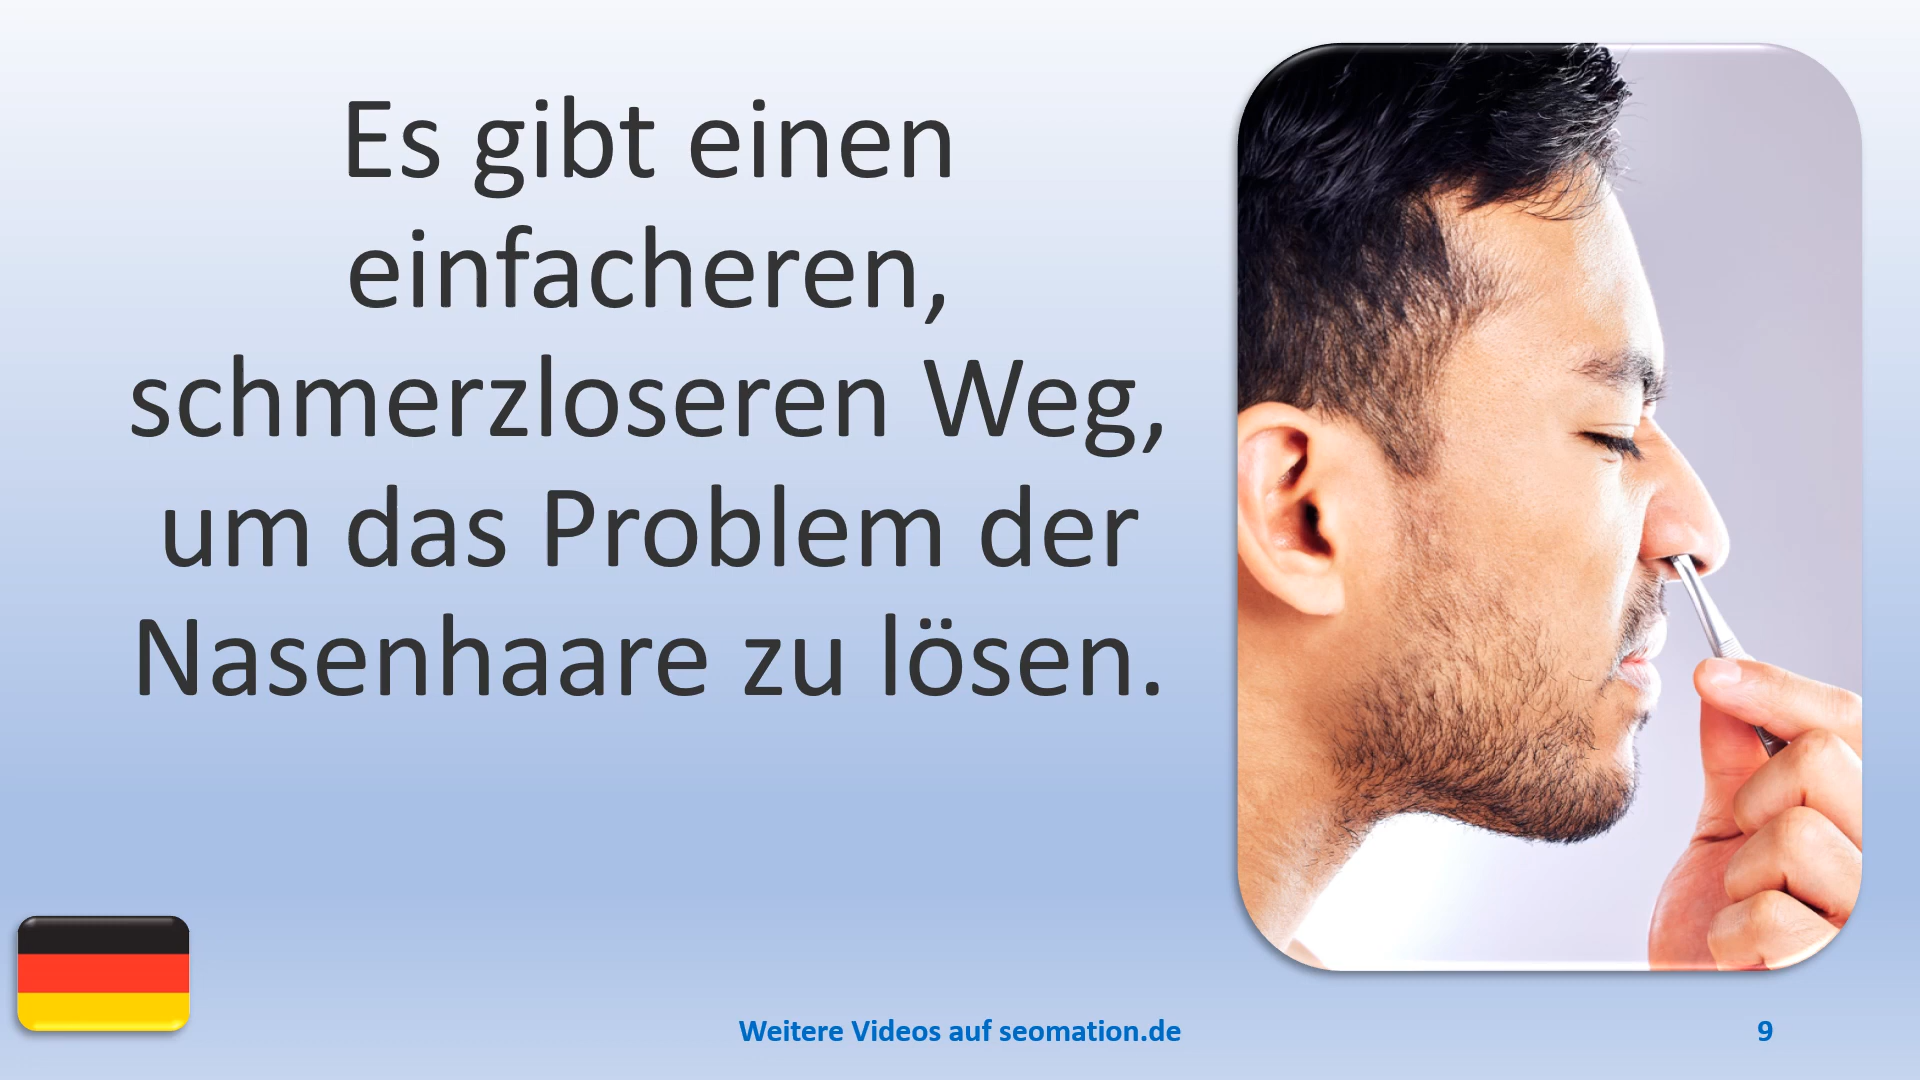 Es gibt einen
einfacheren,
schmerzloseren Weg,
um das Problem der
Nasenhaare zu lösen.
Weitere Videos auf seomation.de
9